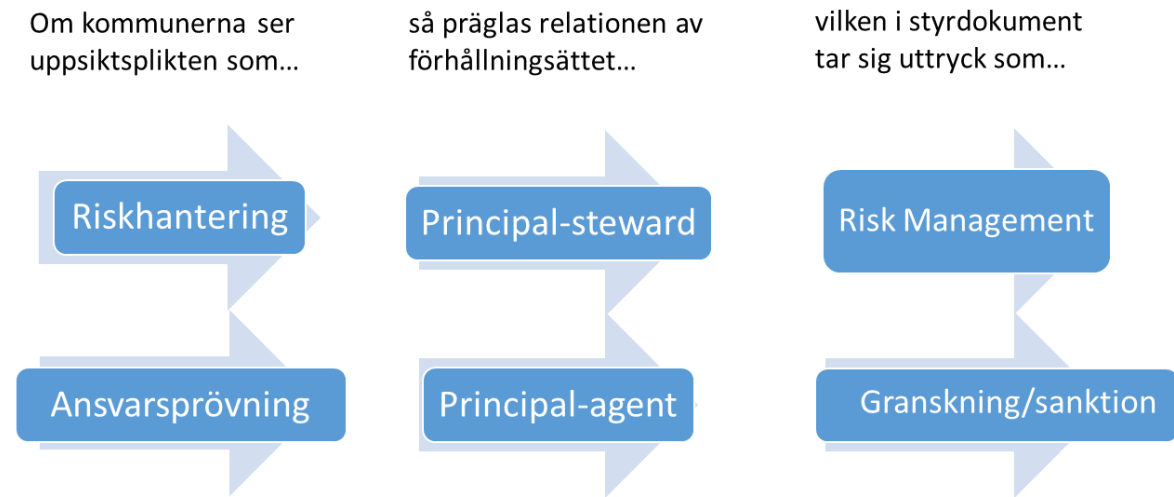 Om kommunerna ser
uppsiktsplikten som...
så präglas relationen av
förhållningsättet...
vilken i styrdokument
tar sig uttryck som...
Riskhantering
Principal-steward
Risk Management
Ansvarsprövning
Principal-agent
Granskning/sanktion